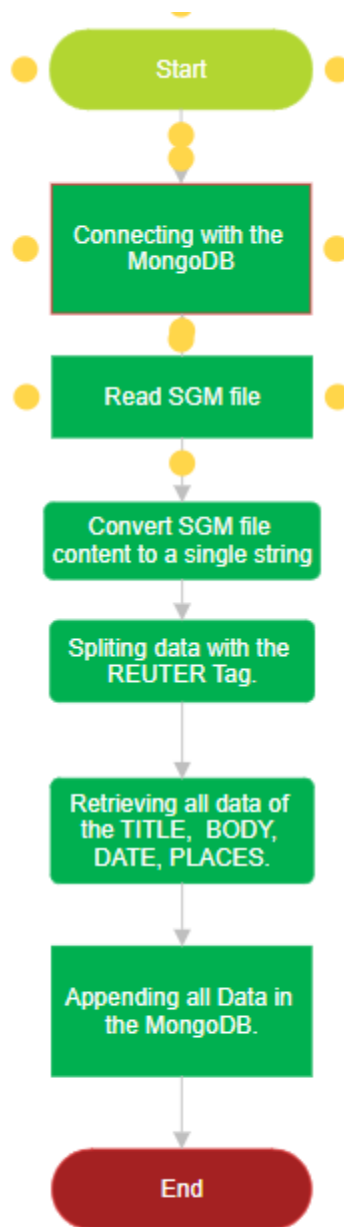 Start
Connecting with the
MongoDB
Read SGM file
Convert SGM file
content to a single string
Spliting data with the
REUTER Tag.
Retrieving all data of
the TITLE, BODY,
DATE, PLACES.
Appending all Data in
the MongoDB.
End